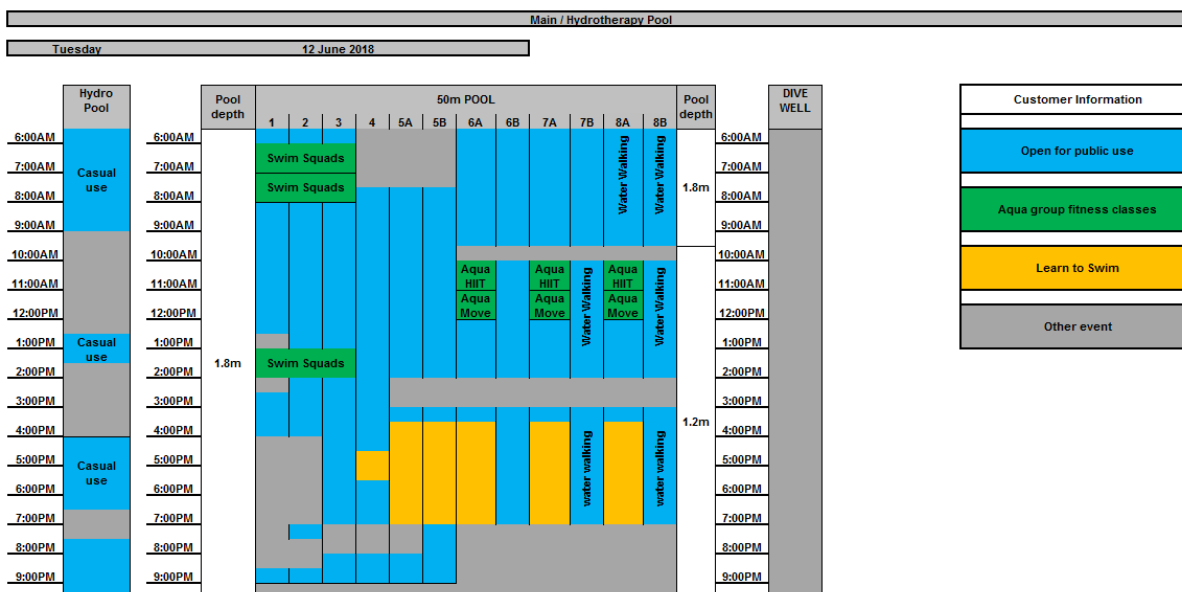 Main / Hydrotherapy Pool
Tuesday 12 June 2018
Hydro Pool depth 50m POOL Pool depth DIVE WELL Customer Information
Pool
1 2 3 4 5A 5B 6A 6B 7A 7B 8A 8B
6:00AM 6:00AM 6:00AM
Swim Squads Open for public use
7:00AM 7:00AM 7:00AM
Casual use Swim Squads 1.8m Water Walking Water Walking
8:00AM 8:00AM 8:00AM
Aqua group fitness classes
9:00AM 9:00AM 9:00AM
10:00AM 10:00AM 10:00AM
Aqua HIIT Aqua HIIT Aqua HIIT Learn to Swim
11:00AM 11:00AM 11:00AM
Aqua Move Aqua Move Aqua Move Water Walking Water Walking
12:00PM 12:00PM 12:00PM
Other event
1:00PM 1:00PM 1:00PM
Casual use
1.8m Swim Squads
2:00PM 2:00PM 2:00PM
3:00PM 3:00PM 3:00PM
1.2m
4:00PM 4:00PM 4:00PM
Casual use water walking water walking
5:00PM 5:00PM 5:00PM
6:00PM 6:00PM 6:00PM
7:00PM 7:00PM 7:00PM
8:00PM 8:00PM 8:00PM
9:00PM 9:00PM 9:00PM